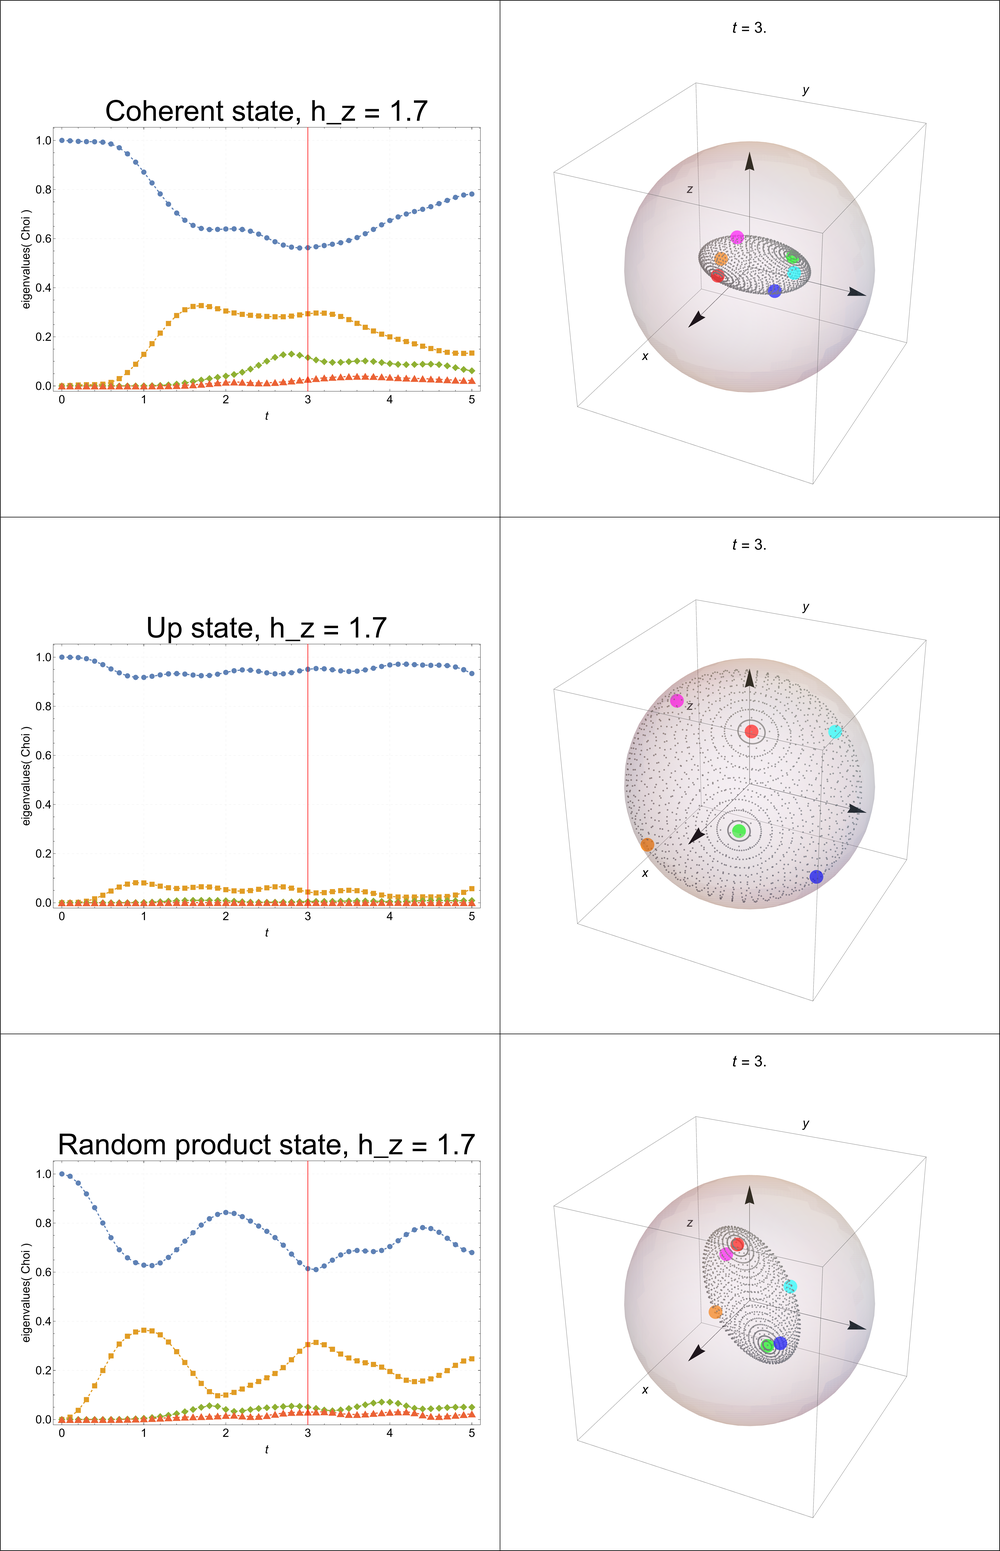 t = 3.
Coherent state, h_z = 1.7
eigenvalues( Choi )
1.0
0.8
0.6
0.4
0.2
0.0
0 1 2 3 4 5
t
y
z
x
t = 3.
Up state, h_z = 1.7
eigenvalues( Choi )
1.0
0.8
0.6
0.4
0.2
0.0
0 1 2 3 4 5
t
y
z
x
t = 3.
Random product state, h_z = 1.7
eigenvalues( Choi )
1.0
0.8
0.6
0.4
0.2
0.0
0 1 2 3 4 5
t
y
z
x